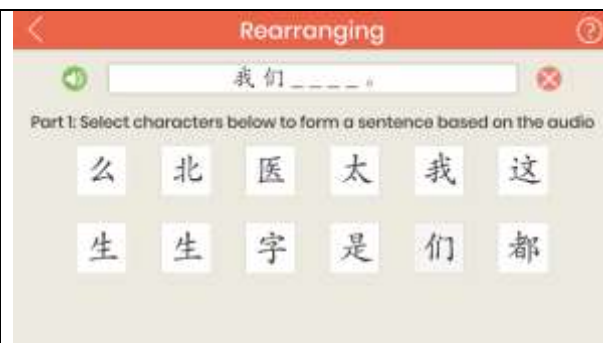 Rearranging
我们____。
Part 1: Select characters below to form a sentence based on the audio
么 北 医 太 我 这
生 生 字 是 们 都